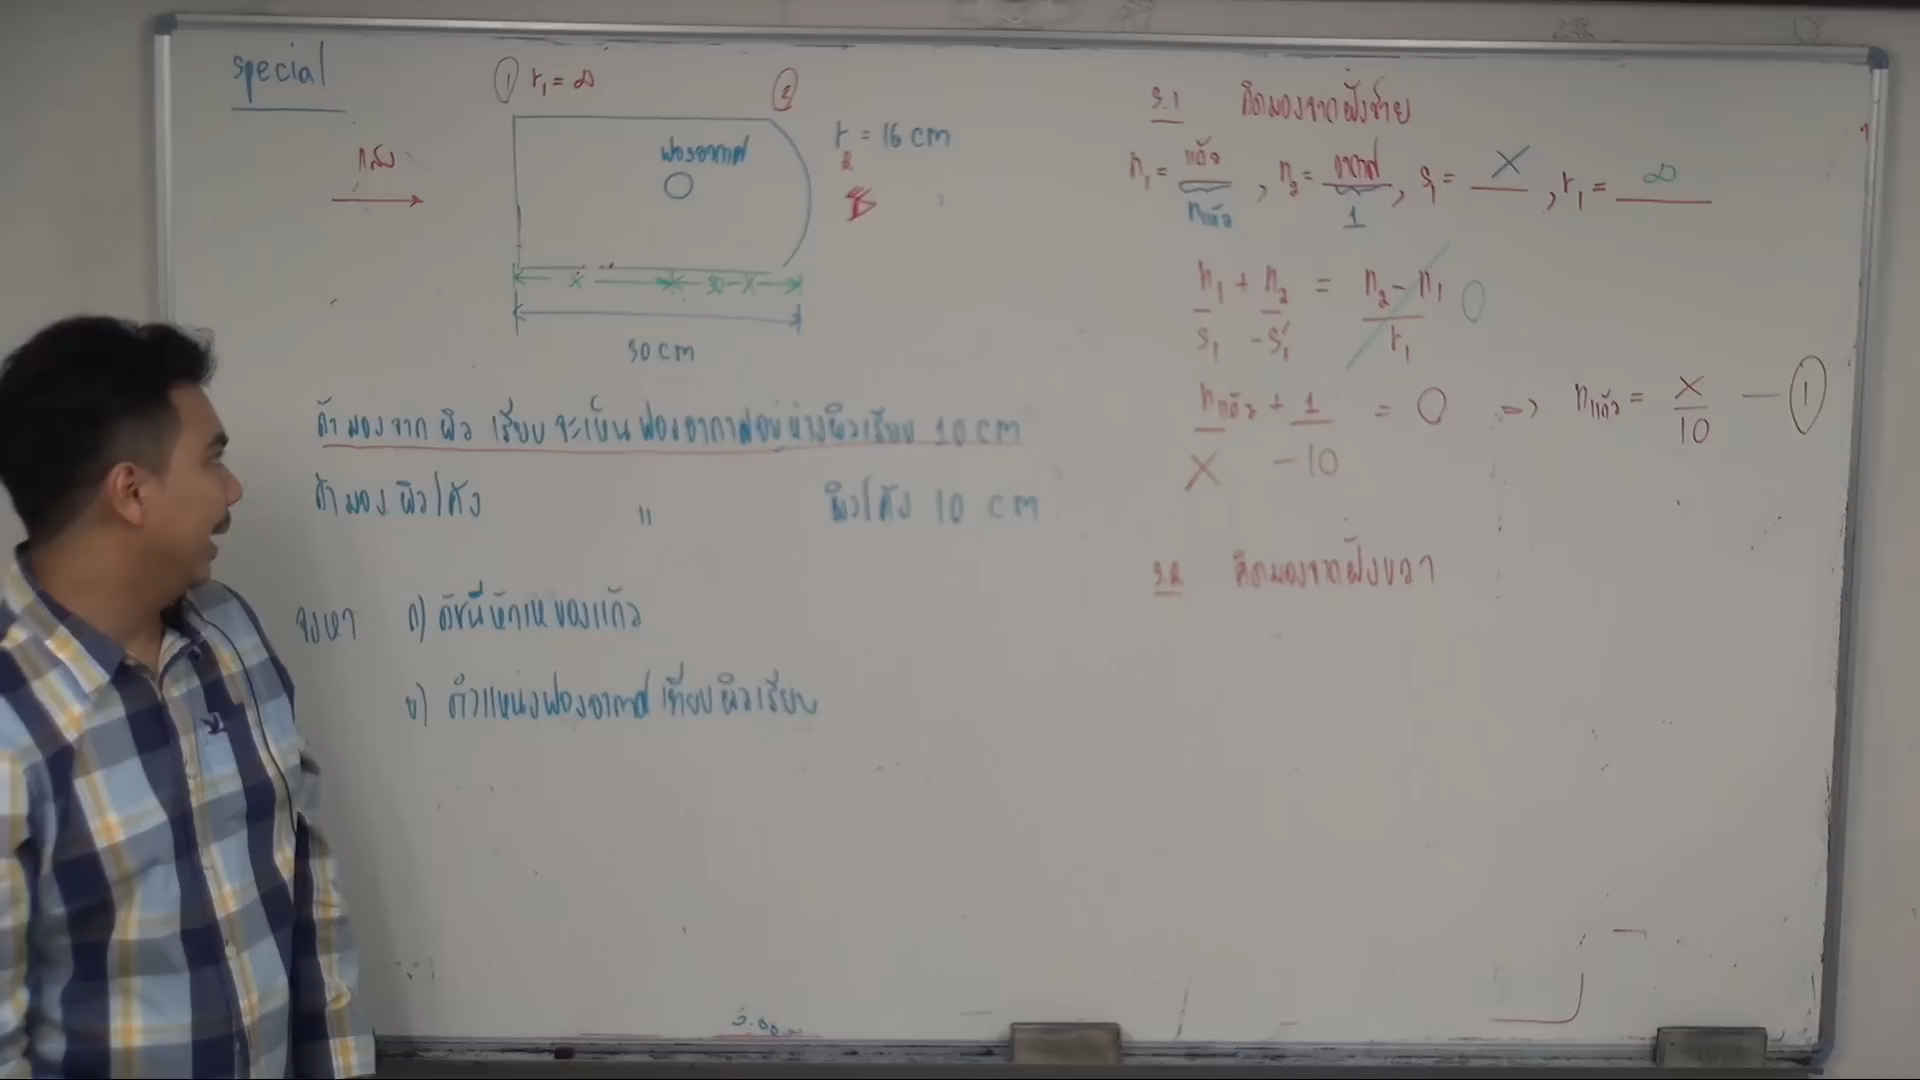 special
① r₁ = ∞
②
แสง
ฟองอากาศ
r₂ = 16 cm
x
30-x
30 cm
ถ้ามองจากผิวเรียบจะเห็นฟองอากาศอยู่ห่างผิวเรียบ 10 cm
ถ้ามองผิวโค้ง " ผิวโค้ง 10 cm
จงหา ก) ดัชนีหักเหของแก้ว
ข) ตำแหน่งฟองอากาศเทียบผิวเรียบ
ร.1 คิดมองจากฝั่งซ้าย
n₁ = แก้ว, n₂ = อากาศ, s₁ = x, r₁ = ∞
nแก้ว 1
n₁/s₁ + n₂/-s₁' = n₂ - n₁/r₁ 0
nแก้ว/x + 1/-10 = 0 => nแก้ว = x/10 — ①
ร.2 คิดมองจากฝั่งขวา